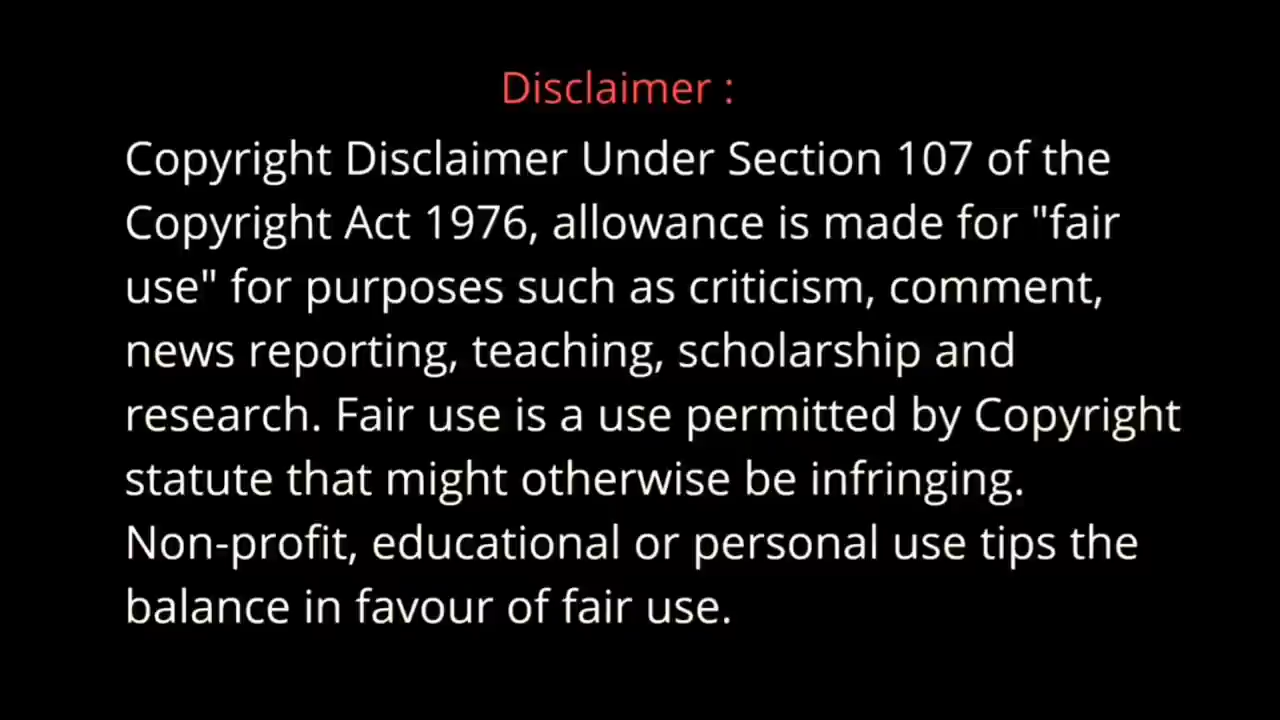 Disclaimer :
Copyright Disclaimer Under Section 107 of the
Copyright Act 1976, allowance is made for "fair
use" for purposes such as criticism, comment,
news reporting, teaching, scholarship and
research. Fair use is a use permitted by Copyright
statute that might otherwise be infringing.
Non-profit, educational or personal use tips the
balance in favour of fair use.